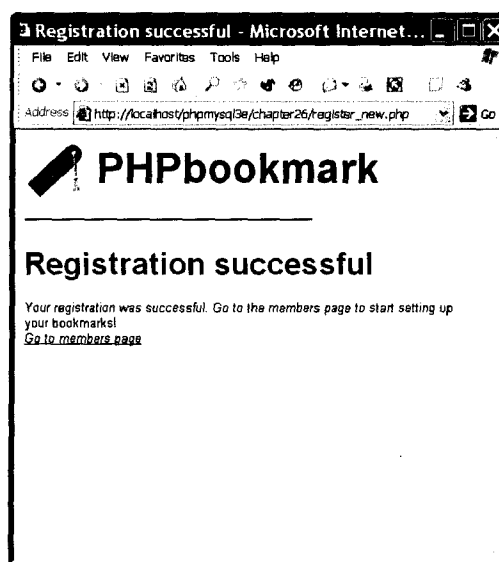 Registration successful - Microsoft Internet...
File Edit View Favorites Tools Help
Address http://localhost/phpmysql3e/chapter26/register_new.php Go
PHPbookmark
Registration successful
Your registration was successful. Go to the members page to start setting up
your bookmarks!
Go to members page